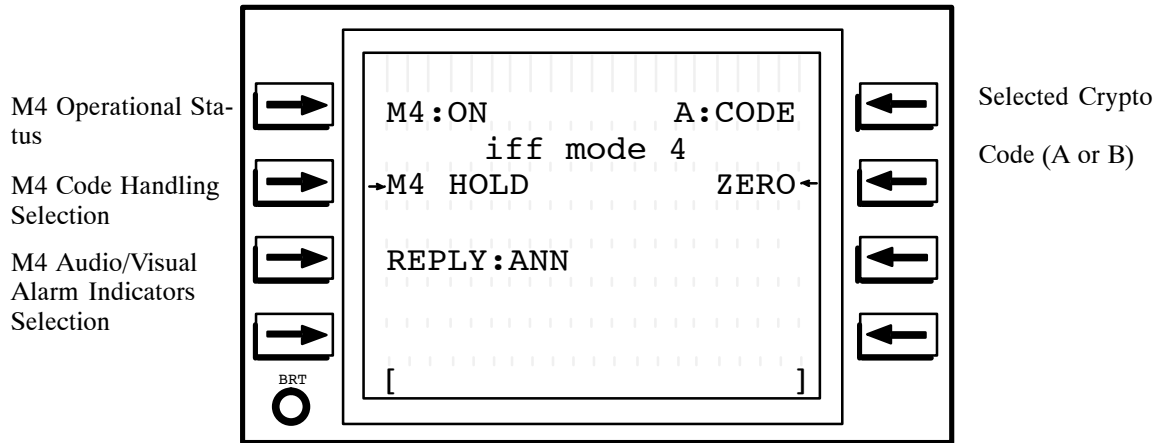 M4 Operational Sta-
tus
M4 Code Handling
Selection
M4 Audio/Visual
Alarm Indicators
Selection
BRT
M4:ON A:CODE
iff mode 4
→M4 HOLD ZERO←
REPLY:ANN
[ ]
Selected Crypto
Code (A or B)